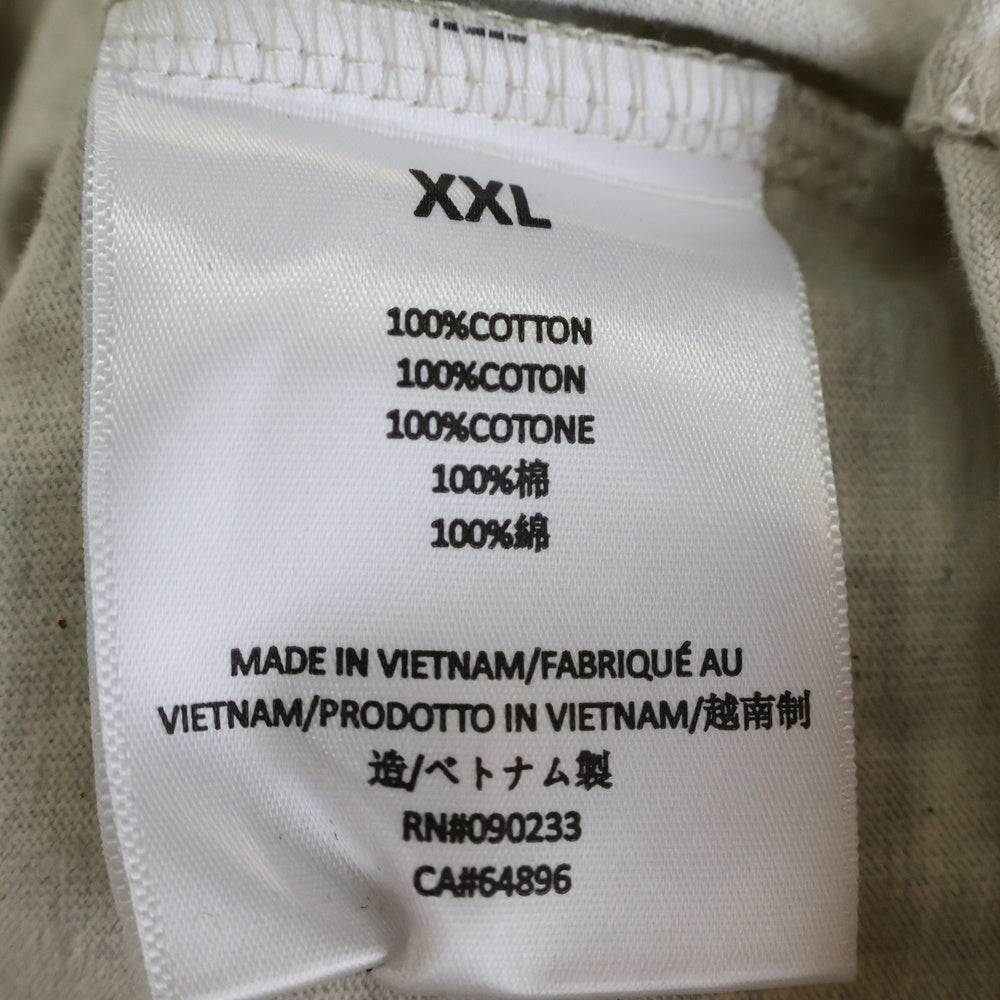 XXL
100%COTTON
100%COTON
100%COTONE
100%棉
100%綿
MADE IN VIETNAM/FABRIQUÉ AU
VIETNAM/PRODOTTO IN VIETNAM/越南制
造/ベトナム製
RN#090233
CA#64896